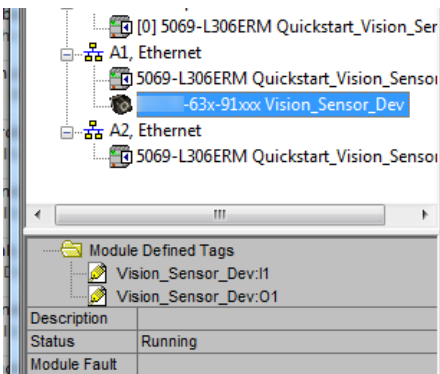 [0] 5069-L306ERM Quickstart_Vision_Ser
A1, Ethernet
5069-L306ERM Quickstart_Vision_Sensor
-63x-91xxx Vision_Sensor_Dev
A2, Ethernet
5069-L306ERM Quickstart_Vision_Sensor
Module Defined Tags
Vision_Sensor_Dev:I1
Vision_Sensor_Dev:O1
Description
Status Running
Module Fault